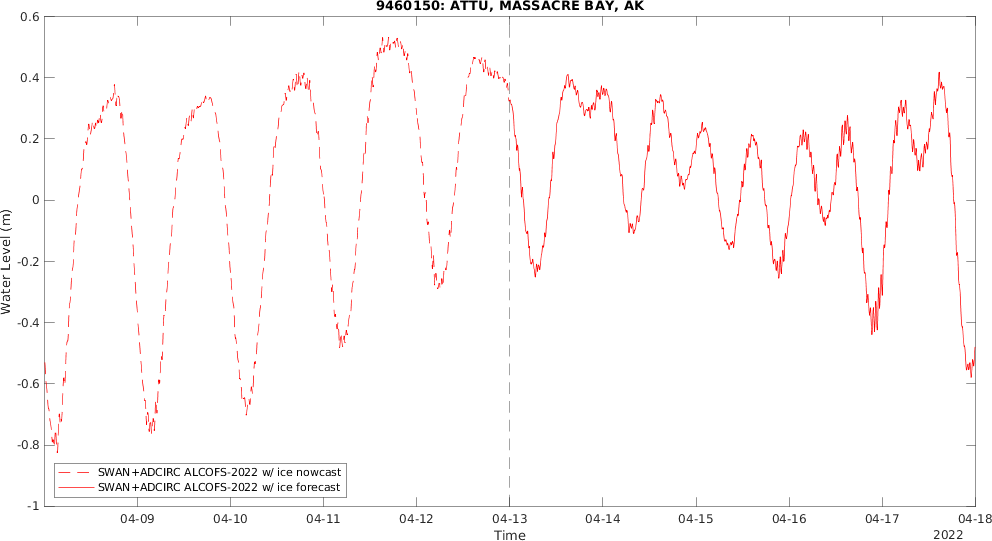 9460150: ATTU, MASSACRE BAY, AK
0.6
0.4
0.2
0
-0.2
-0.4
-0.6
-0.8
-1
Water Level (m)
SWAN+ADCIRC ALCOFS-2022 w/ ice nowcast
SWAN+ADCIRC ALCOFS-2022 w/ ice forecast
04-09 04-10 04-11 04-12 04-13 04-14 04-15 04-16 04-17 04-18
Time
2022